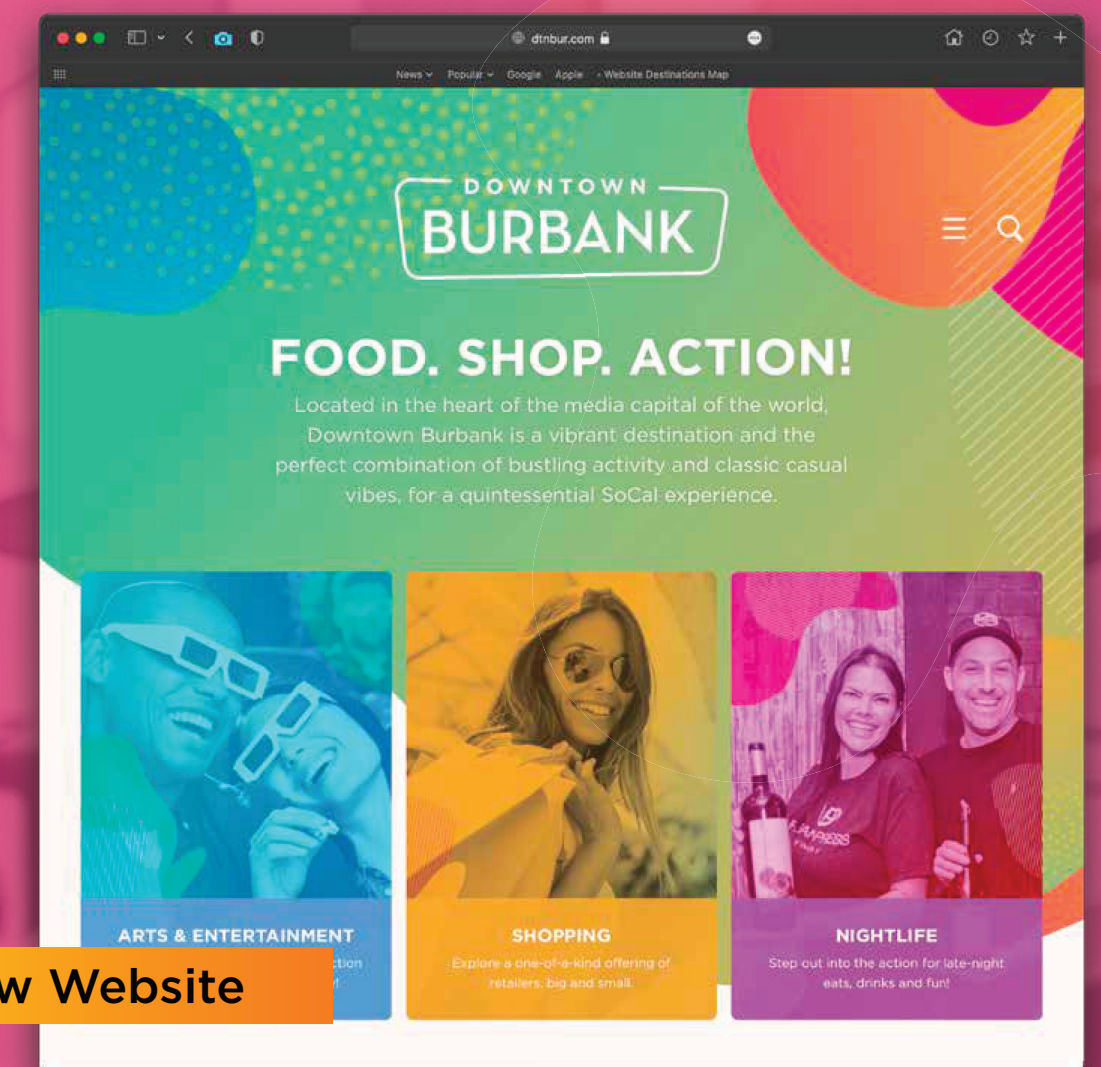 dtnbur.com
News Popular Google Apple Website Destinations Map
DOWNTOWN
BURBANK
FOOD. SHOP. ACTION!
Located in the heart of the media capital of the world,
Downtown Burbank is a vibrant destination and the
perfect combination of bustling activity and classic casual
vibes, for a quintessential SoCal experience.
ARTS & ENTERTAINMENT
SHOPPING
Explore a one-of-a-kind offering of
retailers, big and small.
NIGHTLIFE
Step out into the action for late-night
eats, drinks and fun!
Website